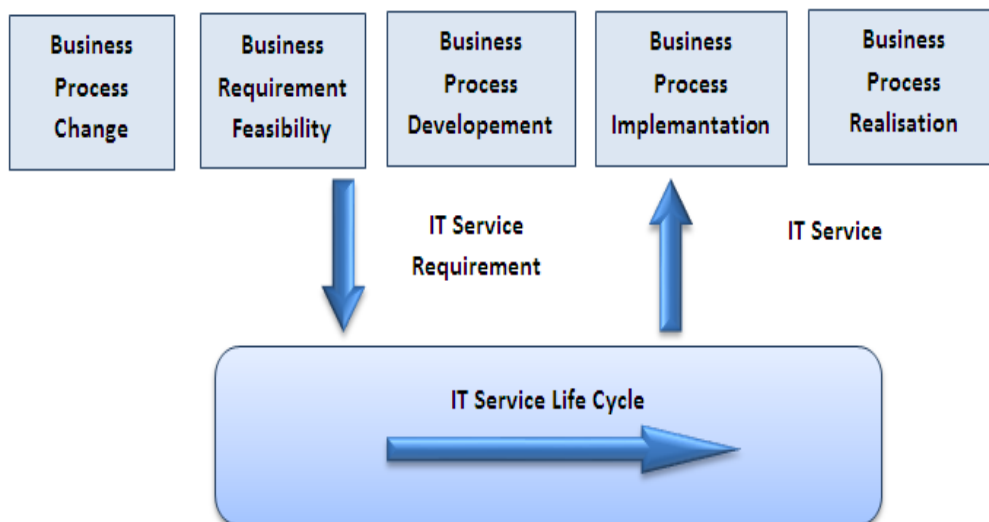 Business
Process
Change
Business
Requirement
Feasibility
Business
Process
Developement
Business
Process
Implemantation
Business
Process
Realisation
IT Service
Requirement
IT Service
IT Service Life Cycle